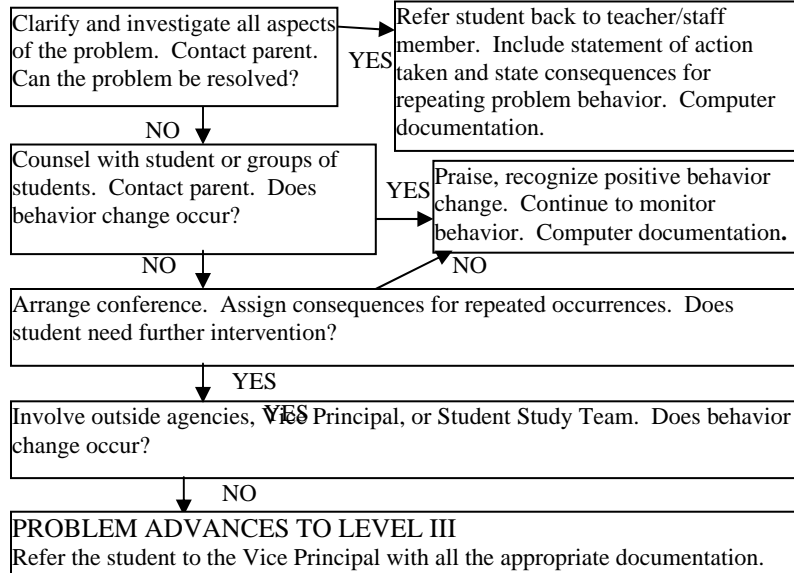 Clarify and investigate all aspects
of the problem.  Contact parent.
Can the problem be resolved?
YES
Refer student back to teacher/staff
member.  Include statement of action
taken and state consequences for
repeating problem behavior.  Computer
documentation.
NO
Counsel with student or groups of
students.  Contact parent.  Does
behavior change occur?
YES
Praise, recognize positive behavior
change.  Continue to monitor
behavior.  Computer documentation.
NO
NO
Arrange conference.  Assign consequences for repeated occurrences.  Does
student need further intervention?
YES
YES
Involve outside agencies, Vice Principal, or Student Study Team.  Does behavior
change occur?
NO
PROBLEM ADVANCES TO LEVEL III
Refer the student to the Vice Principal with all the appropriate documentation.